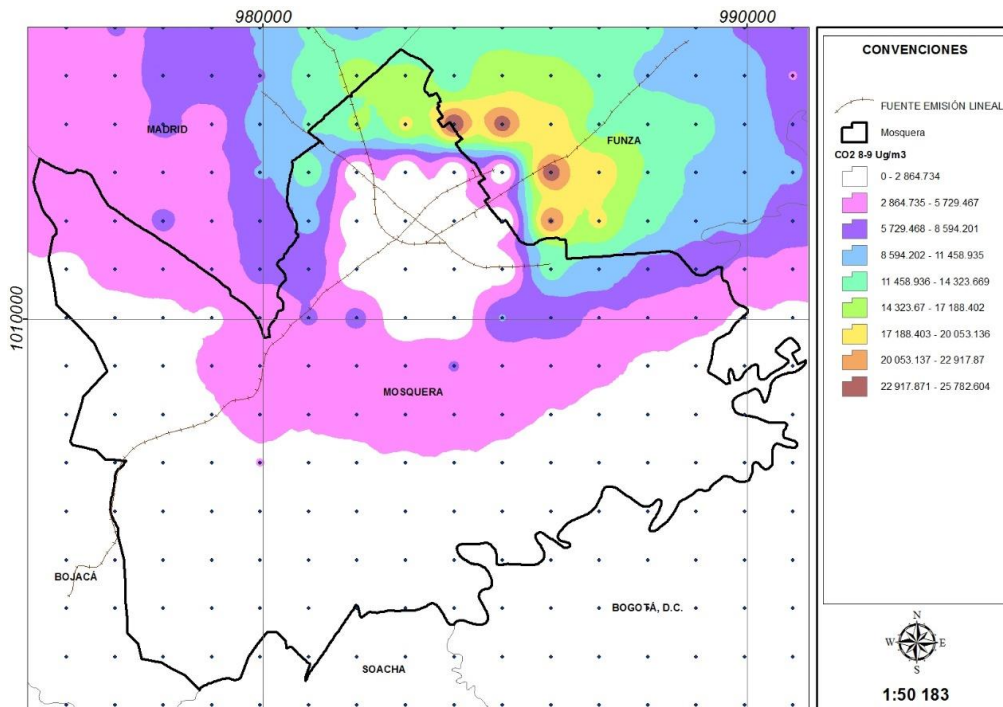 980000
990000
1010000
MADRID
FUNZA
MOSQUERA
BOJACÁ
BOGOTÁ, D.C.
SOACHA
CONVENCIONES
FUENTE EMISIÓN LINEAL
Mosquera
CO2 8-9 Ug/m3
0 - 2 864.734
2 864.735 - 5 729.467
5 729.468 - 8 594.201
8 594.202 - 11 458.935
11 458.936 - 14 323.669
14 323.67 - 17 188.402
17 188.403 - 20 053.136
20 053.137 - 22 917.87
22 917.871 - 25 782.604
N
W E
S
1:50 183